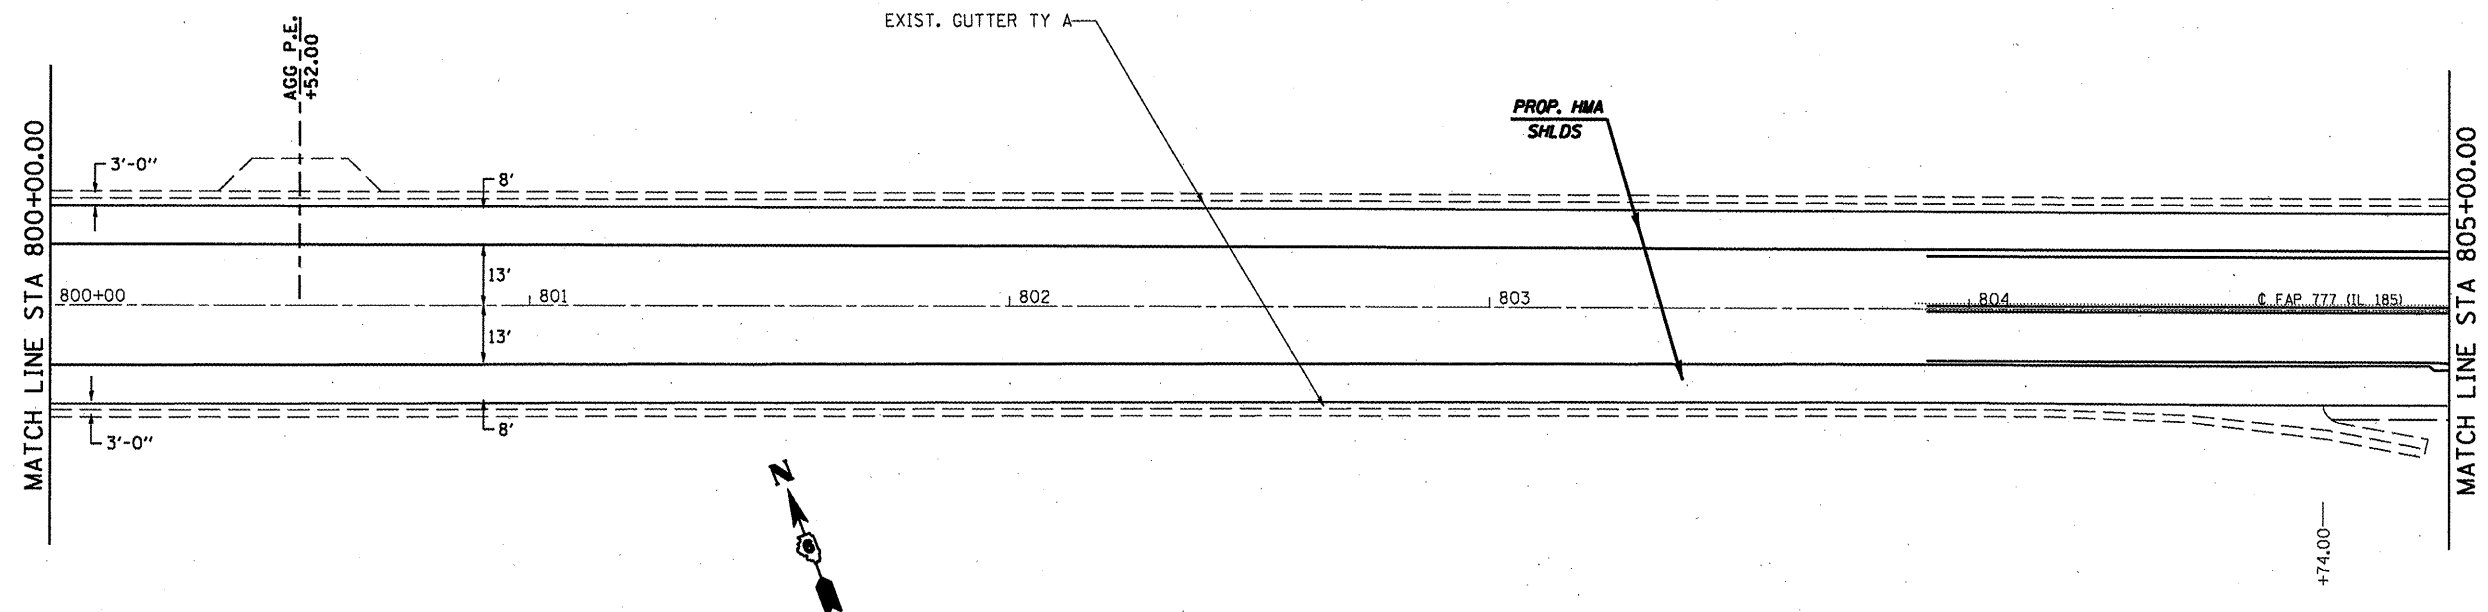 EXIST. GUTTER TY A
AGG P.E.
+52.00
PROP. HMA
SHLDS
MATCH LINE STA 800+00.00
3'-0"
8'
13'
800+00
801
802
803
804
℄ FAP 777 (IL 185)
13'
3'-0"
8'
N
+74.00
MATCH LINE STA 805+00.00